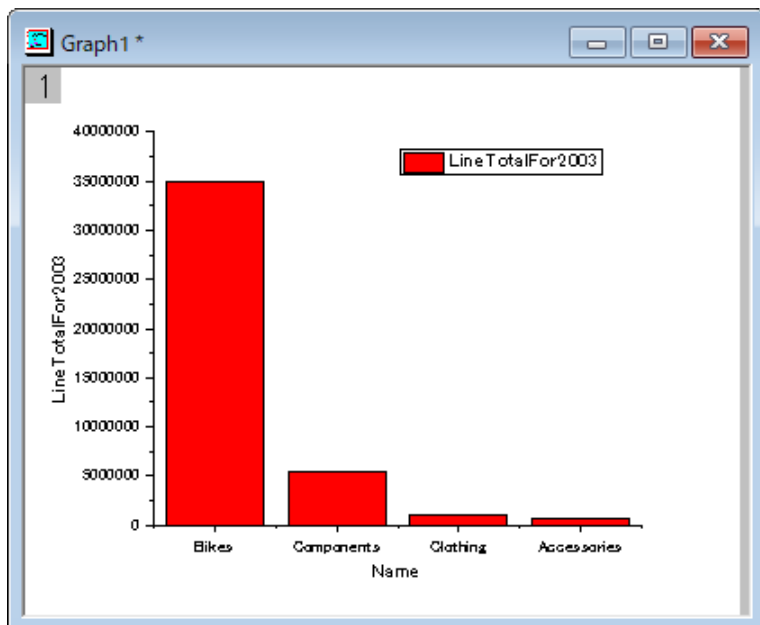 Graph1 *
1
LineTotalFor2003
40000000
35000000
30000000
25000000
20000000
15000000
10000000
5000000
0
LineTotalFor2003
Bikes
Components
Clothing
Accessories
Name